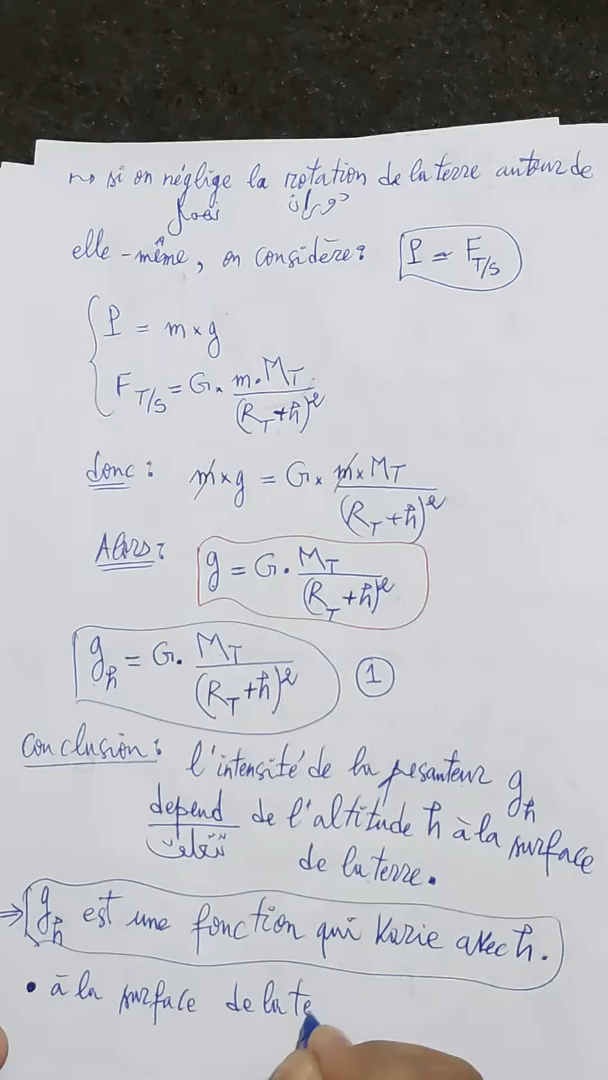 ~> si on néglige la rotation de la terre autour de
دوران
elle-même, on considère : P = F_T/S
P = m × g
F_T/S = G × m . M_T / (R_T + h)²
donc : m × g = G × m × M_T / (R_T + h)²
Alors : g = G . M_T / (R_T + h)²
g_h = G . M_T / (R_T + h)² ①
Conclusion : l'intensité de la pesanteur g_h
depend de l'altitude h à la surface
تتعلق de la terre.
=> g_h est une fonction qui varie avec h.
• à la surface de la te